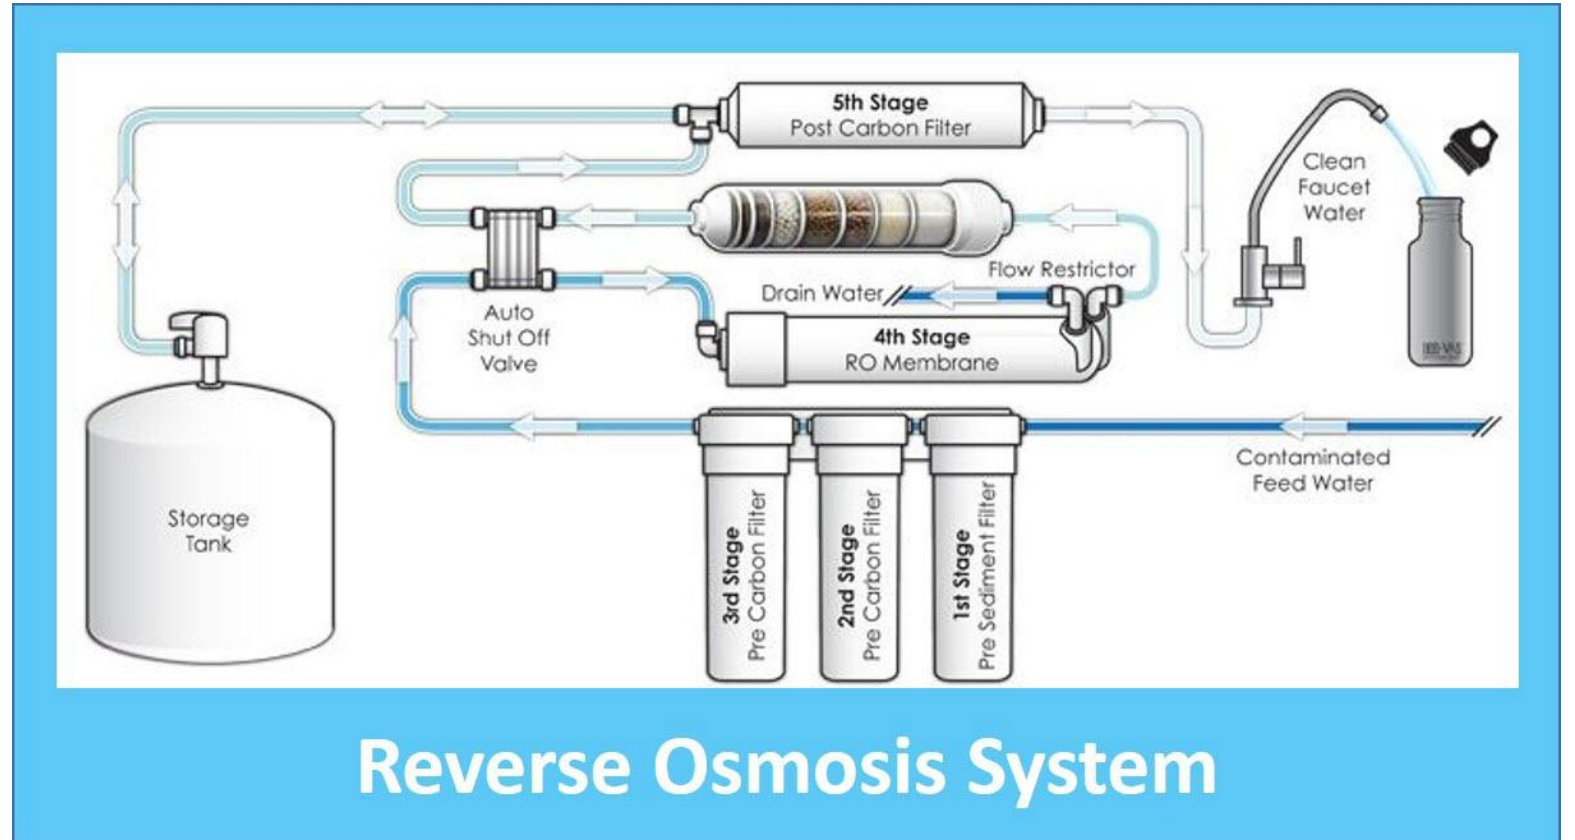 5th Stage
Post Carbon Filter
Clean
Faucet
Water
Flow Restrictor
Drain Water
Auto
Shut Off
Valve
4th Stage
RO Membrane
Contaminated
Feed Water
Storage
Tank
3rd Stage
Pre Carbon Filter
2nd Stage
Pre Carbon Filter
1st Stage
Pre Sediment Filter
Reverse Osmosis System